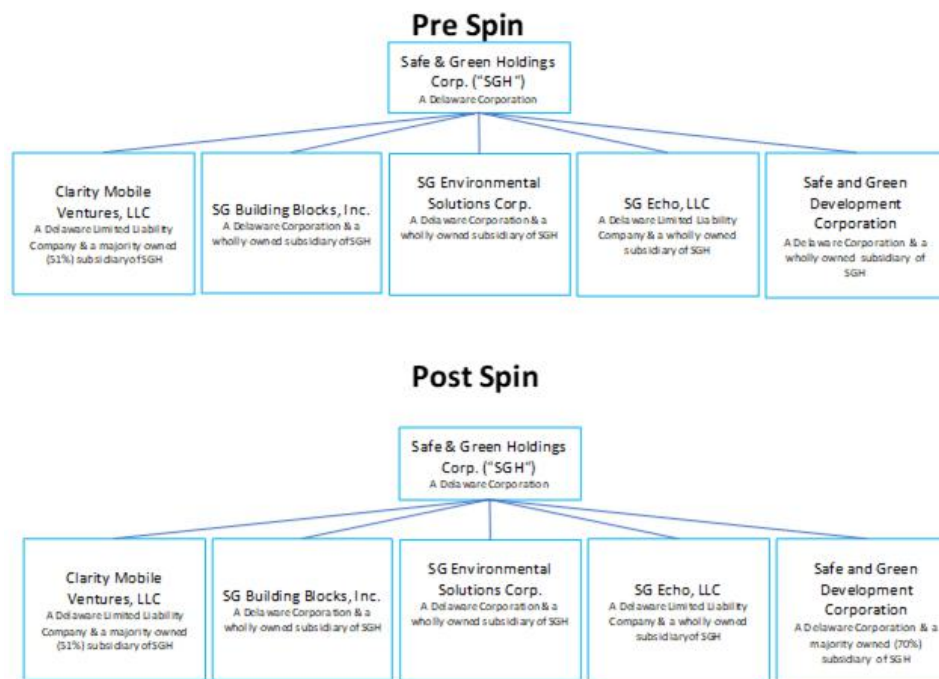 Pre Spin
Safe & Green Holdings
Corp. ("SGH")
A Delaware Corporation
Clarity Mobile
Ventures, LLC
A Delaware Limited Liability
Company & a majority owned
(51%) subsidiary of SGH
SG Building Blocks, Inc.
A Delaware Corporation & a
wholly owned subsidiary of SGH
SG Environmental
Solutions Corp.
A Delaware Corporation & a
wholly owned subsidiary of SGH
SG Echo, LLC
A Delaware Limited Liability
Company & a wholly owned
subsidiary of SGH
Safe and Green
Development
Corporation
A Delaware Corporation & a
wholly owned subsidiary of
SGH
Post Spin
Safe & Green Holdings
Corp. ("SGH")
A Delaware Corporation
Clarity Mobile
Ventures, LLC
A Delaware Limited Liability
Company & a majority owned
(51%) subsidiary of SGH
SG Building Blocks, Inc.
A Delaware Corporation & a
wholly owned subsidiary of SGH
SG Environmental
Solutions Corp.
A Delaware Corporation & a
wholly owned subsidiary of SGH
SG Echo, LLC
A Delaware Limited Liability
Company & a wholly owned
subsidiary of SGH
Safe and Green
Development
Corporation
A Delaware Corporation & a
majority owned (70%)
subsidiary of SGH